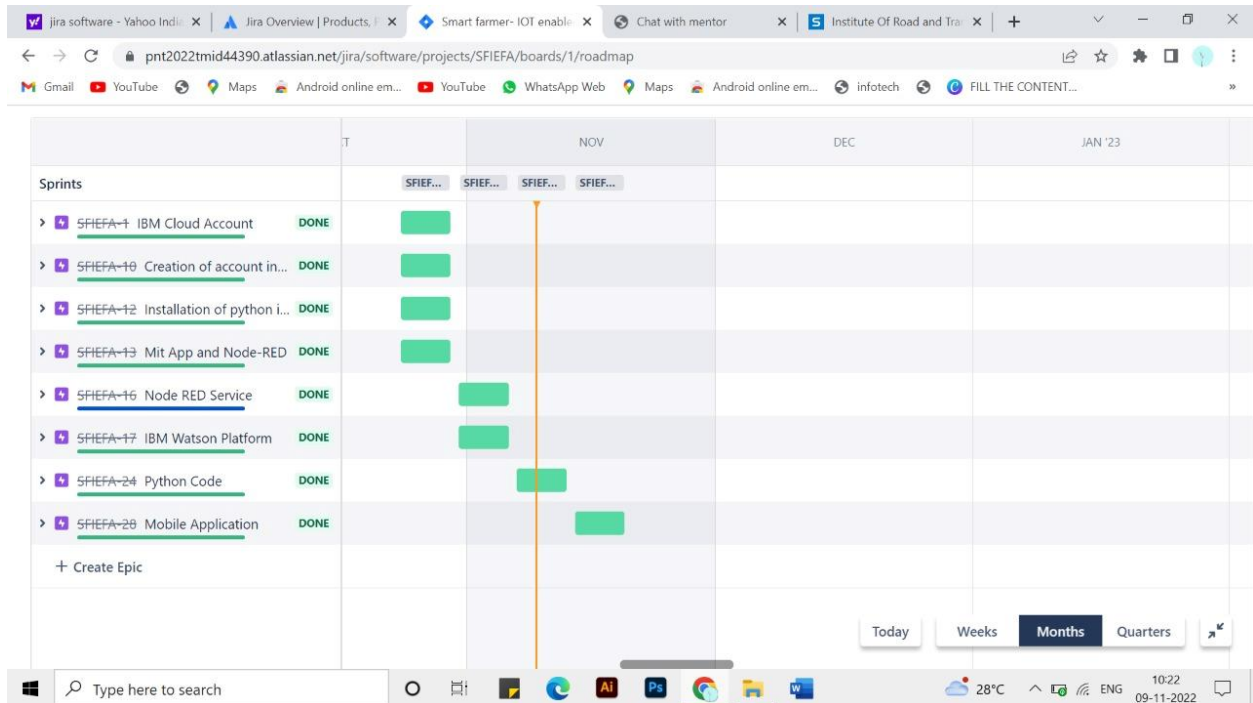 jira software - Yahoo Indi
Jira Overview | Products,
Smart farmer- IOT enable
Chat with mentor
Institute Of Road and Tra
pnt2022tmid44390.atlassian.net/jira/software/projects/SFIEFA/boards/1/roadmap
Gmail YouTube Maps Android online em... YouTube WhatsApp Web Maps Android online em... infotech FILL THE CONTENT... »
NOV DEC JAN '23
Sprints SFIEF... SFIEF... SFIEF... SFIEF...
SFIEFA-1 IBM Cloud Account DONE
SFIEFA-10 Creation of account in... DONE
SFIEFA-12 Installation of python i... DONE
SFIEFA-13 Mit App and Node-RED DONE
SFIEFA-16 Node RED Service DONE
SFIEFA-17 IBM Watson Platform DONE
SFIEFA-24 Python Code DONE
SFIEFA-28 Mobile Application DONE
+ Create Epic
Today Weeks Months Quarters
Type here to search Ai Ps W 28°C ENG 10:22
09-11-2022